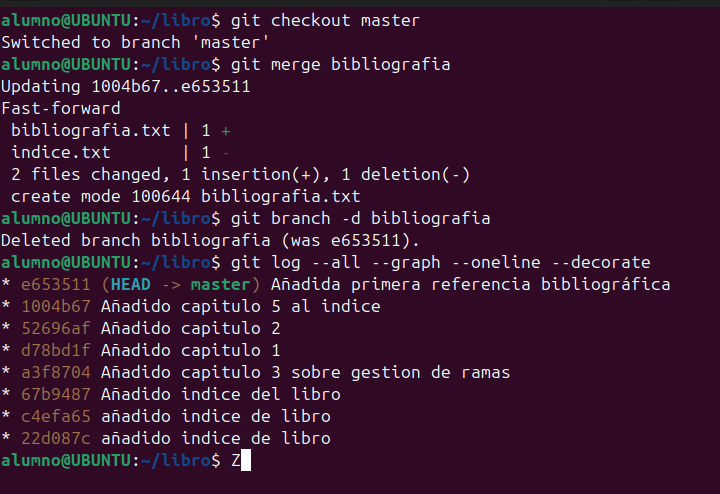 alumno@UBUNTU:~/libro$ git checkout master
Switched to branch 'master'
alumno@UBUNTU:~/libro$ git merge bibliografia
Updating 1004b67..e653511
Fast-forward
 bibliografia.txt | 1 +
 indice.txt       | 1 -
 2 files changed, 1 insertion(+), 1 deletion(-)
 create mode 100644 bibliografia.txt
alumno@UBUNTU:~/libro$ git branch -d bibliografia
Deleted branch bibliografia (was e653511).
alumno@UBUNTU:~/libro$ git log --all --graph --oneline --decorate
* e653511 (HEAD -> master) Añadida primera referencia bibliográfica
* 1004b67 Añadido capitulo 5 al indice
* 52696af Añadido capitulo 2
* d78bd1f Añadido capitulo 1
* a3f8704 Añadido capitulo 3 sobre gestion de ramas
* 67b9487 Añadido indice del libro
* c4efa65 añadido indice de libro
* 22d087c añadido indice de libro
alumno@UBUNTU:~/libro$ Z